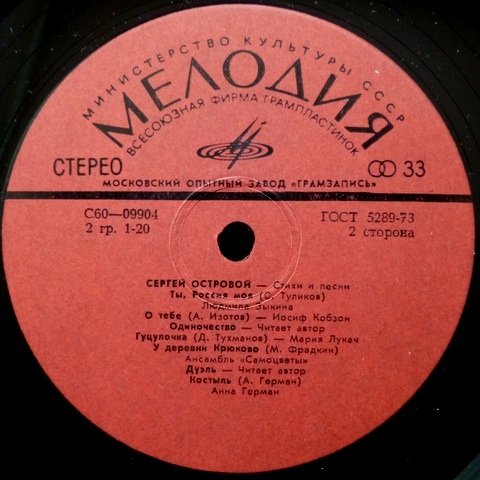 МИНИСТЕРСТВО КУЛЬТУРЫ СССР
МЕЛОДИЯ
ВСЕСОЮЗНАЯ ФИРМА ГРАМПЛАСТИНОК
СТЕРЕО
33
МОСКОВСКИЙ ОПЫТНЫЙ ЗАВОД «ГРАМЗАПИСЬ»
С60—09904
ГОСТ 5289-73
2 гр. 1-20
2 сторона
СЕРГЕЙ ОСТРОВОЙ — Стихи и песни
Ты, Россия моя (С. Туликов)
Людмила Зыкина
О тебе (А. Изотов) — Иосиф Кобзон
Одиночество — Читает автор
Гуцулочка (Д. Тухманов) — Мария Лукач
У деревни Крюково (М. Фрадкин)
Ансамбль «Самоцветы»
Дуэль — Читает автор
Костыль (А. Герман)
Анна Герман